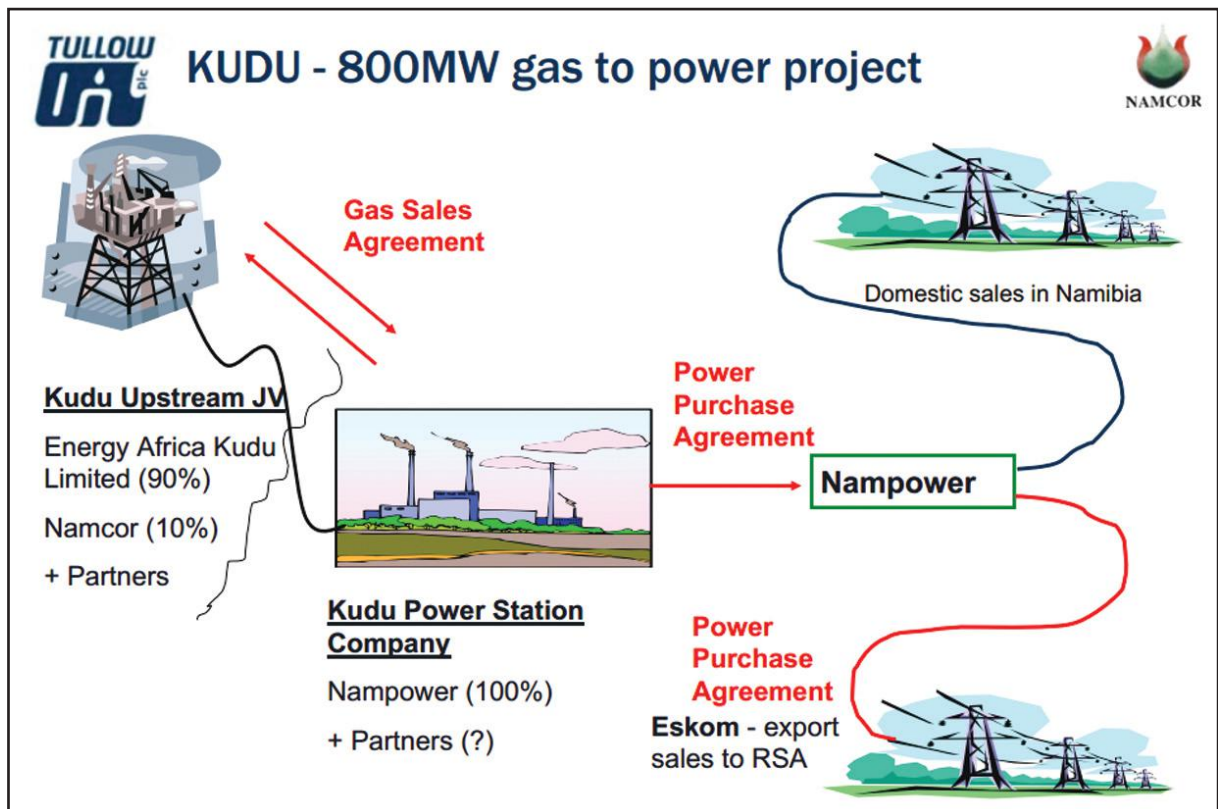 TULLOW
OIL
plc
KUDU - 800MW gas to power project
NAMCOR
Gas Sales
Agreement
Domestic sales in Namibia
Kudu Upstream JV
Energy Africa Kudu
Limited (90%)
Namcor (10%)
+ Partners
Power
Purchase
Agreement
Nampower
Kudu Power Station
Company
Nampower (100%)
+ Partners (?)
Power
Purchase
Agreement
Eskom - export
sales to RSA